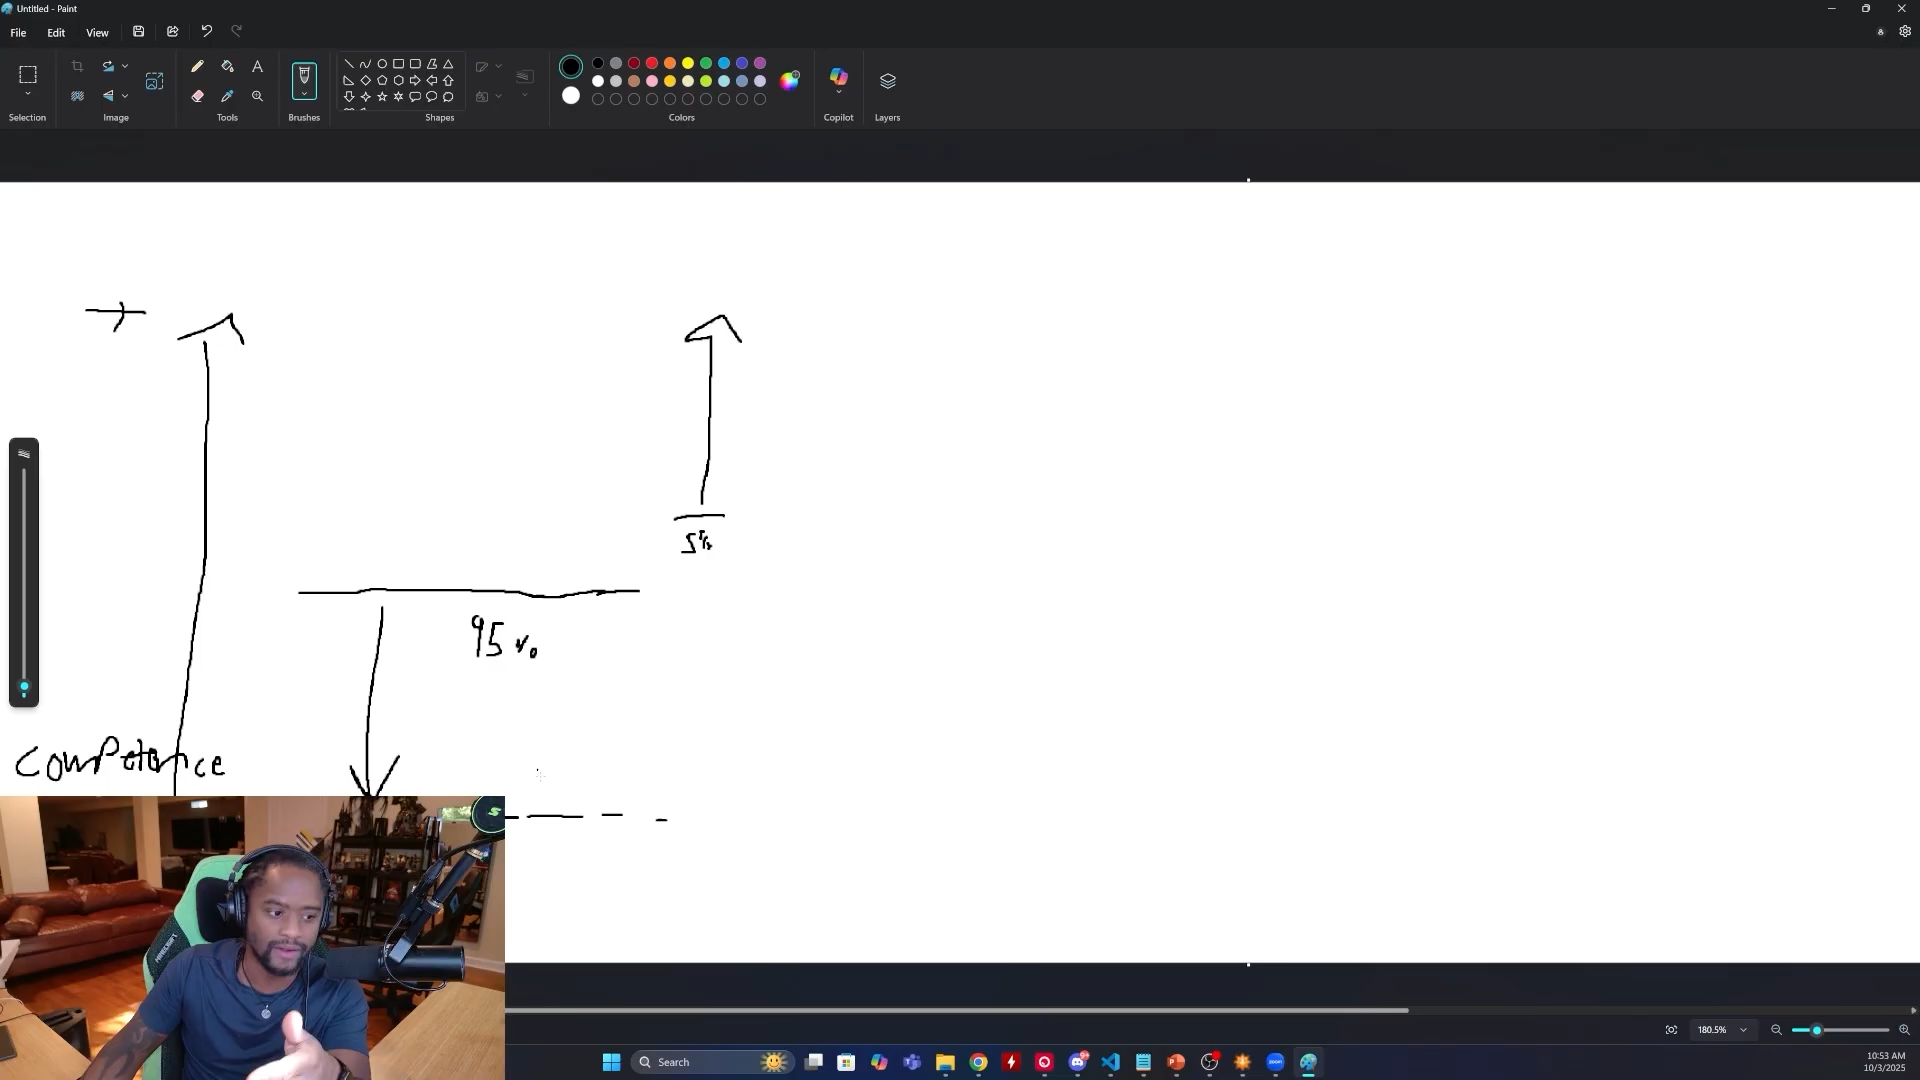 Untitled - Paint
File Edit View
Selection Image Tools Brushes Shapes Colors Copilot Layers
5%
95%
competence
180.5%
Search
10:53 AM
10/3/2025